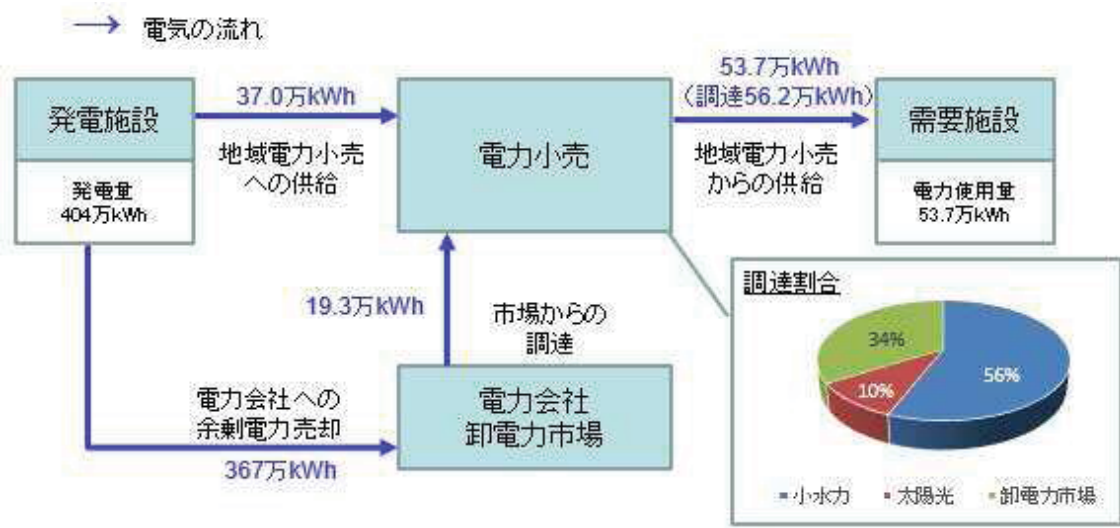 電気の流れ
発電施設
発電量
404万kWh
37.0万kWh
地域電力小売
への供給
電力小売
53.7万kWh
(調達56.2万kWh)
地域電力小売
からの供給
需要施設
電力使用量
53.7万kWh
19.3万kWh
市場からの
調達
電力会社への
余剰電力売却
367万kWh
電力会社
卸電力市場
調達割合
34%
10%
56%
小水力 太陽光 卸電力市場